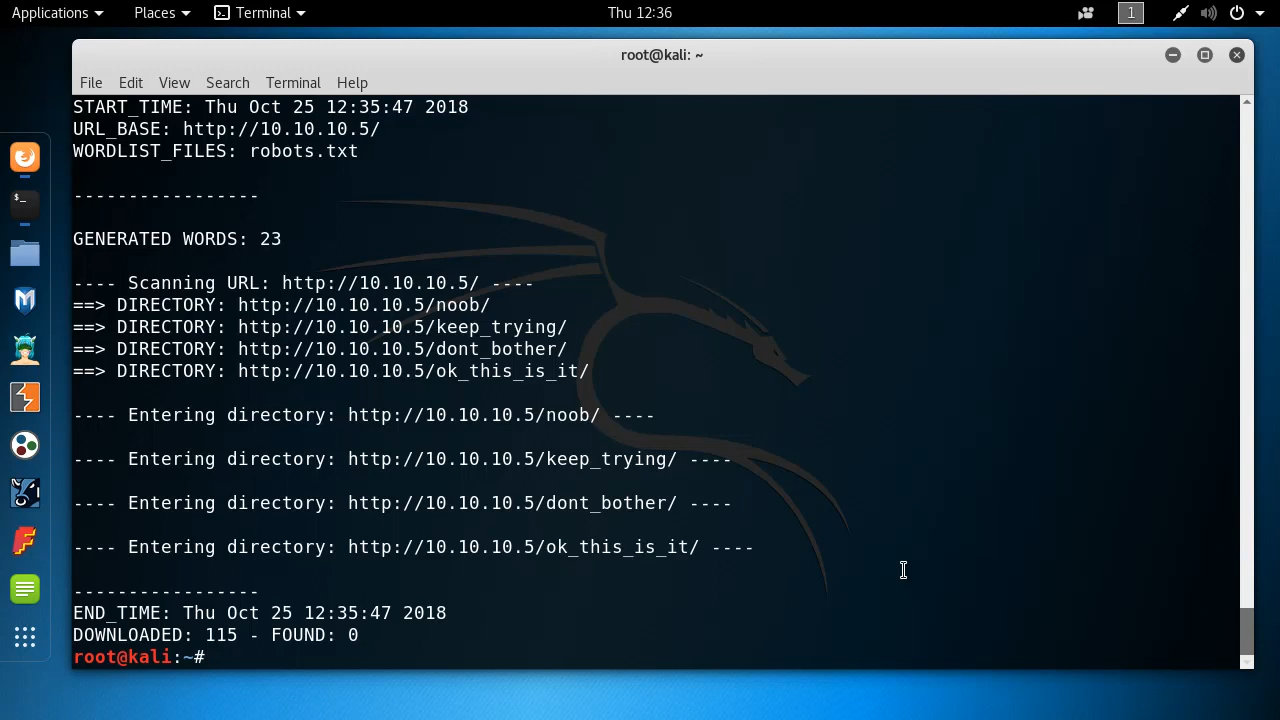 Applications Places Terminal Thu 12:36 1
root@kali: ~
File Edit View Search Terminal Help
START_TIME: Thu Oct 25 12:35:47 2018
URL_BASE: http://10.10.10.5/
WORDLIST_FILES: robots.txt
-----------------
GENERATED WORDS: 23
---- Scanning URL: http://10.10.10.5/ ----
==> DIRECTORY: http://10.10.10.5/noob/
==> DIRECTORY: http://10.10.10.5/keep_trying/
==> DIRECTORY: http://10.10.10.5/dont_bother/
==> DIRECTORY: http://10.10.10.5/ok_this_is_it/
---- Entering directory: http://10.10.10.5/noob/ ----
---- Entering directory: http://10.10.10.5/keep_trying/ ----
---- Entering directory: http://10.10.10.5/dont_bother/ ----
---- Entering directory: http://10.10.10.5/ok_this_is_it/ ----
-----------------
END_TIME: Thu Oct 25 12:35:47 2018
DOWNLOADED: 115 - FOUND: 0
root@kali:~#